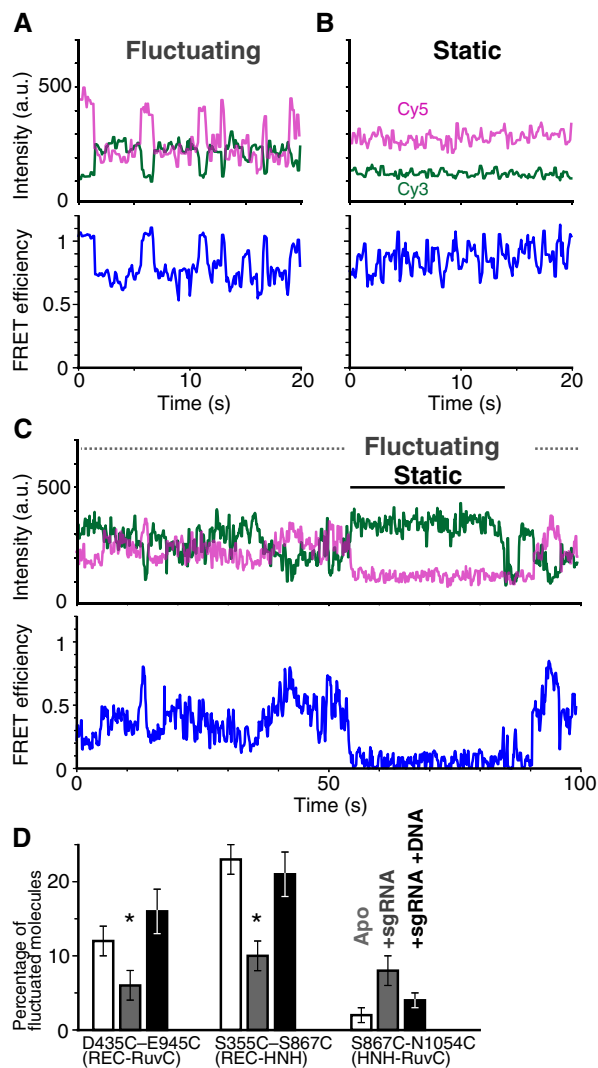 A
B
Fluctuating
Static
500
0
Intensity (a.u.)
Cy5
Cy3
1
0.5
0
FRET efficiency
0 10 20
0 10 20
Time (s)
Time (s)
C
Fluctuating
Static
500
0
Intensity (a.u.)
1
0.5
0
FRET efficiency
0 50 100
Time (s)
D
20
10
0
Percentage of
fluctuated molecules
*
*
Apo
+sgRNA
+sgRNA +DNA
D435C–E945C
(REC-RuvC)
S355C–S867C
(REC-HNH)
S867C-N1054C
(HNH-RuvC)